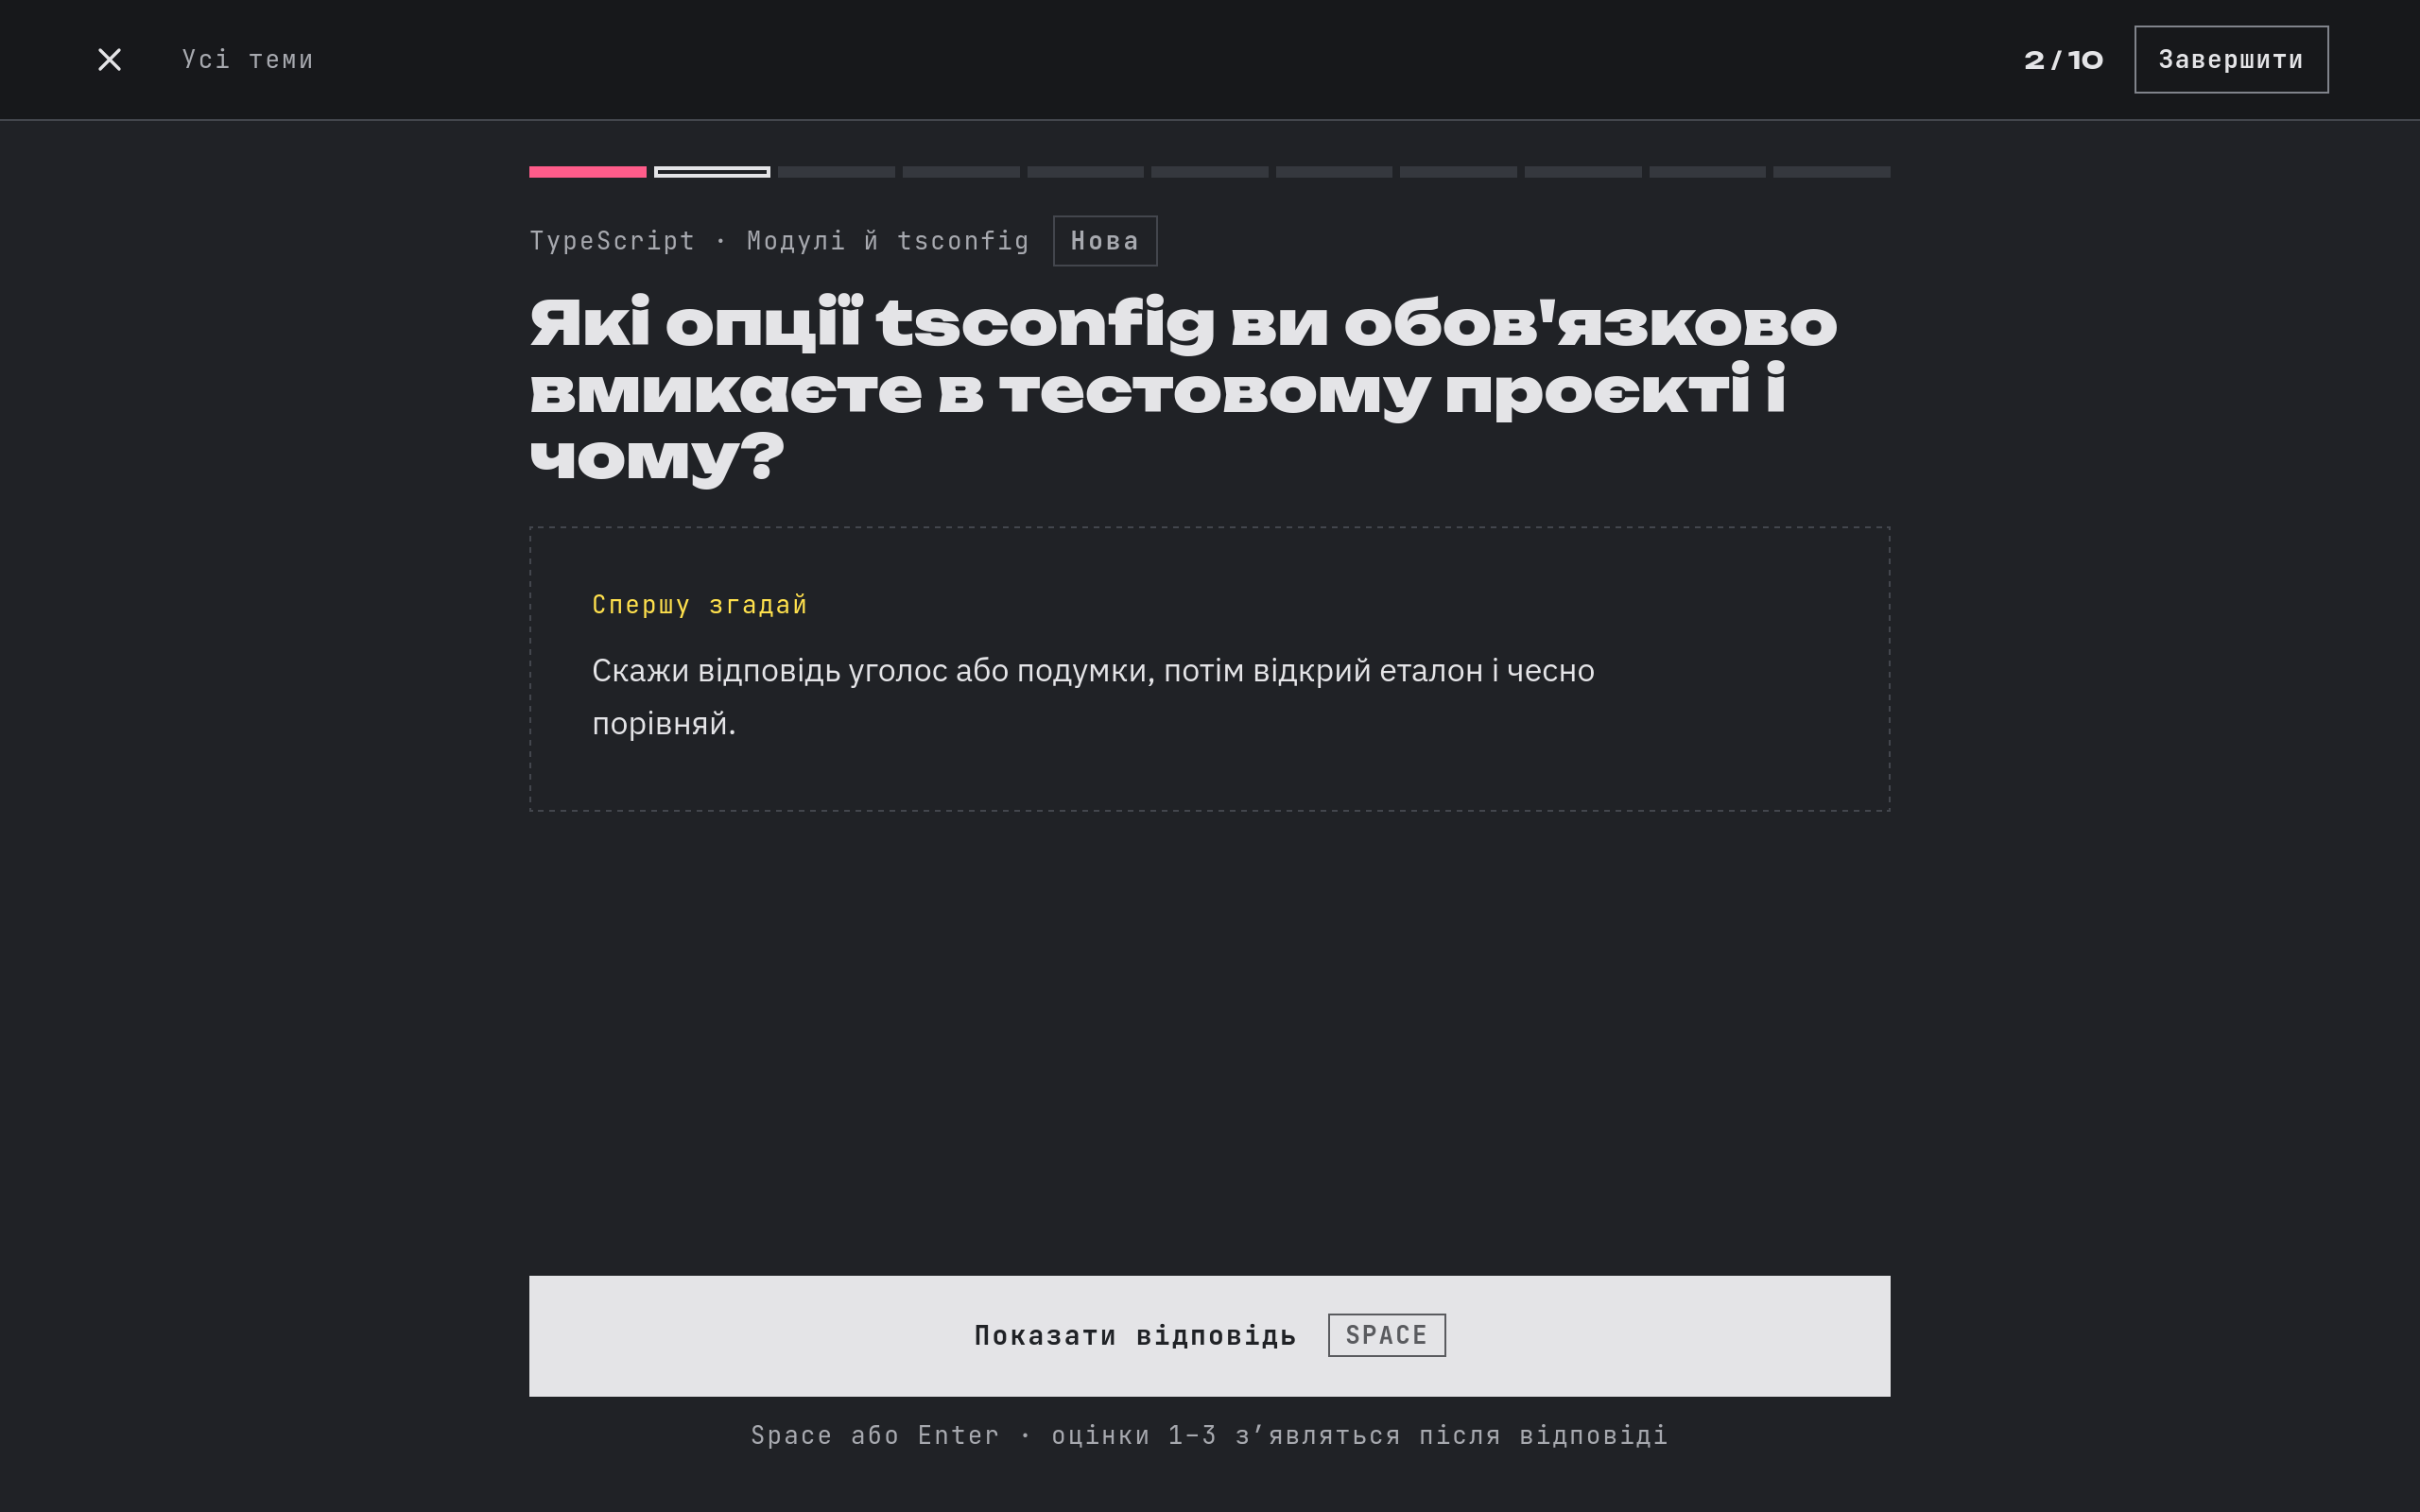 Усі теми
2 / 10
Завершити
TypeScript · Модулі й tsconfig
Нова
Які опції tsconfig ви обов'язково
вмикаєте в тестовому проєкті і
чому?
Спершу згадай
Скажи відповідь уголос або подумки, потім відкрий еталон і чесно
порівняй.
Показати відповідь
SPACE
Space або Enter · оцінки 1–3 з’являться після відповіді